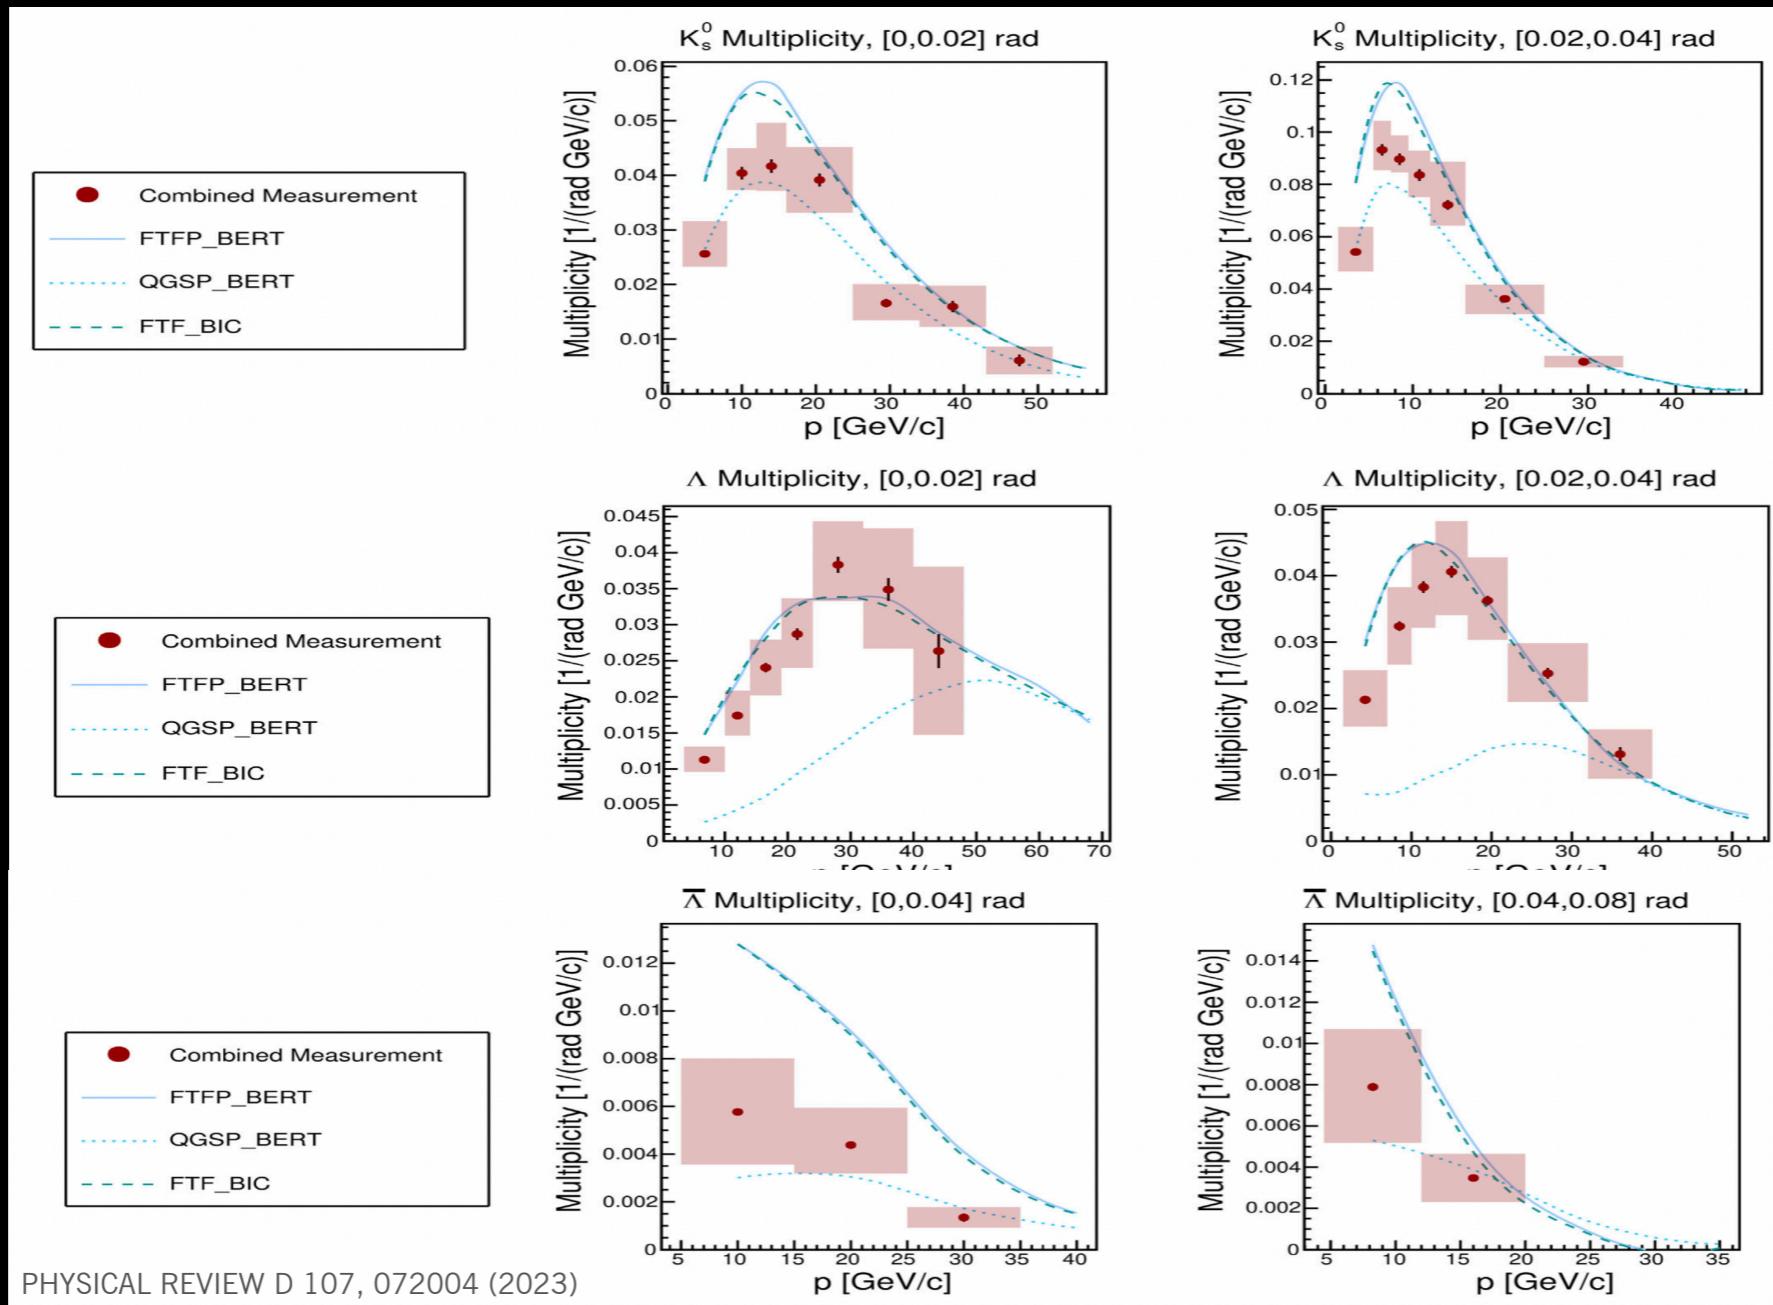 K⁰ₛ Multiplicity, [0,0.02] rad
Multiplicity [1/(rad GeV/c)]
0.06
0.05
0.04
0.03
0.02
0.01
0
0 10 20 30 40 50
p [GeV/c]
K⁰ₛ Multiplicity, [0.02,0.04] rad
Multiplicity [1/(rad GeV/c)]
0.12
0.1
0.08
0.06
0.04
0.02
0
0 10 20 30 40
p [GeV/c]
Combined Measurement
FTFP_BERT
QGSP_BERT
FTF_BIC
Λ Multiplicity, [0,0.02] rad
Multiplicity [1/(rad GeV/c)]
0.045
0.04
0.035
0.03
0.025
0.02
0.015
0.01
0.005
0
10 20 30 40 50 60 70
p [GeV/c]
Λ Multiplicity, [0.02,0.04] rad
Multiplicity [1/(rad GeV/c)]
0.05
0.04
0.03
0.02
0.01
0
0 10 20 30 40 50
p [GeV/c]
Combined Measurement
FTFP_BERT
QGSP_BERT
FTF_BIC
Λ̅ Multiplicity, [0,0.04] rad
Multiplicity [1/(rad GeV/c)]
0.012
0.01
0.008
0.006
0.004
0.002
0
5 10 15 20 25 30 35 40
p [GeV/c]
Λ̅ Multiplicity, [0.04,0.08] rad
Multiplicity [1/(rad GeV/c)]
0.014
0.012
0.01
0.008
0.006
0.004
0.002
0
5 10 15 20 25 30 35
p [GeV/c]
Combined Measurement
FTFP_BERT
QGSP_BERT
FTF_BIC
PHYSICAL REVIEW D 107, 072004 (2023)